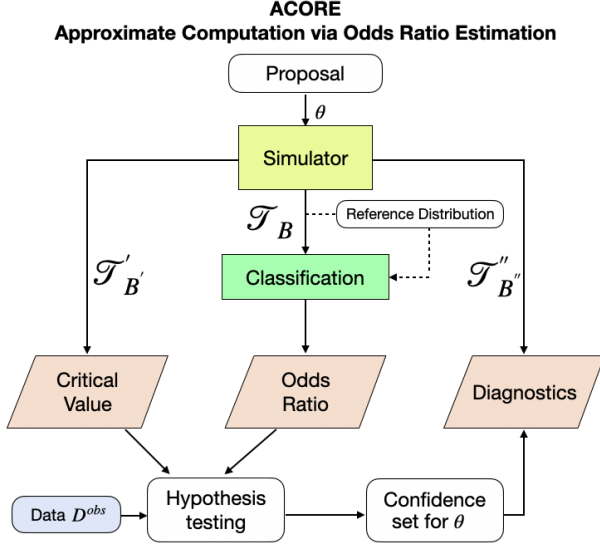 ACORE
Approximate Computation via Odds Ratio Estimation
Proposal
θ
Simulator
𝒯_B
Reference Distribution
𝒯′_B′
Classification
𝒯″_B″
Critical
Value
Odds
Ratio
Diagnostics
Data D^obs
Hypothesis
testing
Confidence
set for θ